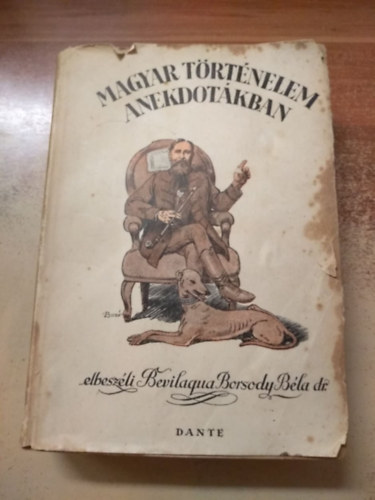 MAGYAR TÖRTÉNELEM
ANEKDOTÁKBAN
elbeszéli Bevilaqua Borsody Béla dr.
DANTE